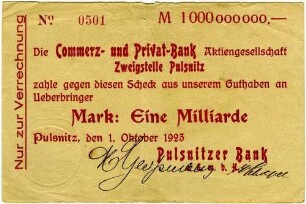 Nº 0501 M 1000000000,-
Die Commerz- und Privat-Bank Aktiengesellschaft
Zweigstelle Pulsnitz
zahle gegen diesen Scheck aus unserem Guthaben an
Ueberbringer
Mark: Eine Milliarde
Pulsnitz, den 1. Oktober 1923
Pulsnitzer Bank
Nur zur Verrechnung